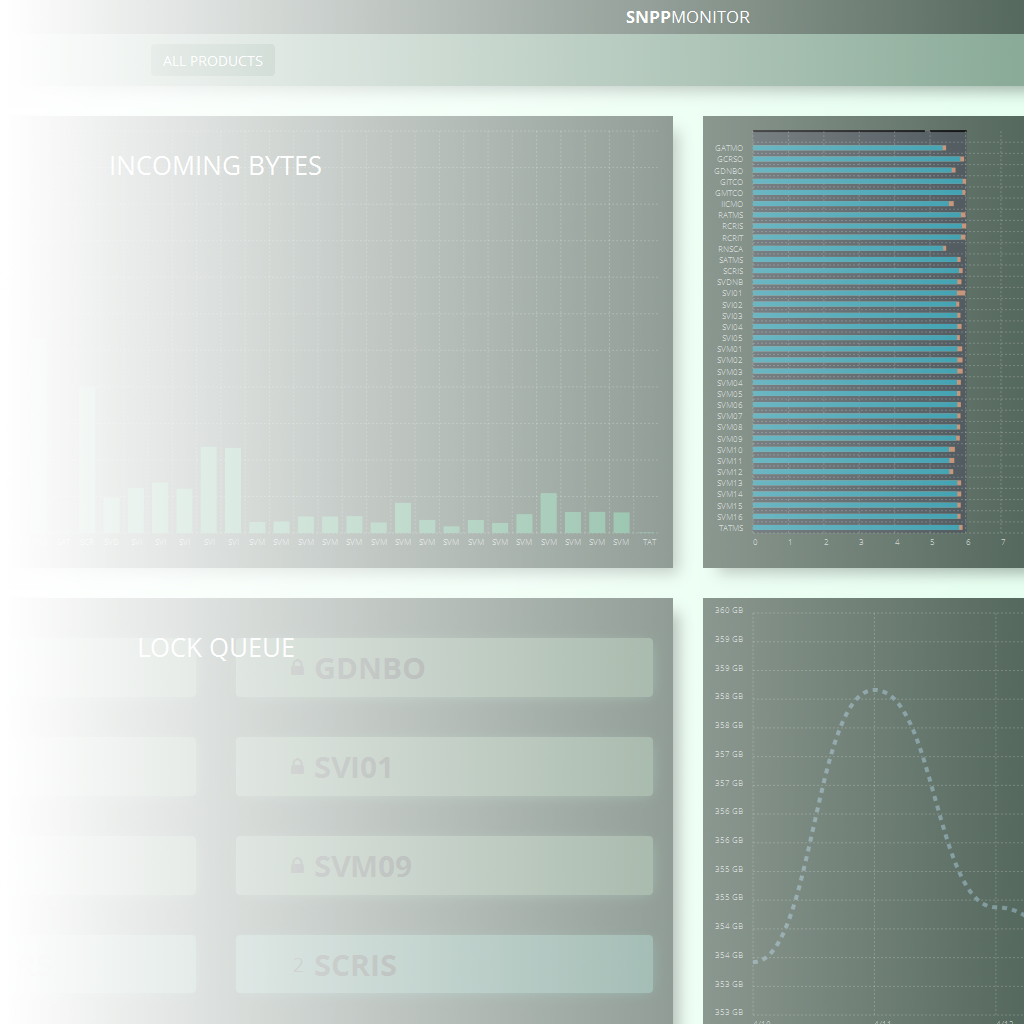 SNPPMONITOR
ALL PRODUCTS
INCOMING BYTES
SVI SVI SVI SVM SVM SVM SVM SVM SVM SVM SVM SVM SVM SVM SVM SVM SVM SVM SVM TAT
GATMO
GCRSO
GDNBO
GITCO
GMTCO
IICMO
RATMS
RCRIS
RCRIT
RNSCA
SATMS
SCRIS
SVDNB
SVI01
SVI02
SVI03
SVI04
SVI05
SVM01
SVM02
SVM03
SVM04
SVM05
SVM06
SVM07
SVM08
SVM09
SVM10
SVM11
SVM12
SVM13
SVM14
SVM15
SVM16
TATMS
0 1 2 3 4 5 6 7
LOCK QUEUE
GDNBO
SVI01
SVM09
2 SCRIS
360 GB
359 GB
359 GB
358 GB
358 GB
357 GB
357 GB
356 GB
356 GB
355 GB
355 GB
354 GB
354 GB
353 GB
353 GB